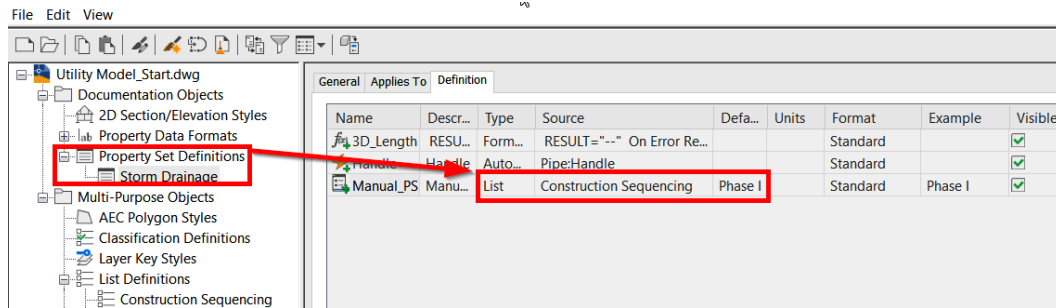 File Edit View
Utility Model_Start.dwg
Documentation Objects
2D Section/Elevation Styles
Property Data Formats
Property Set Definitions
Storm Drainage
Multi-Purpose Objects
AEC Polygon Styles
Classification Definitions
Layer Key Styles
List Definitions
Construction Sequencing
General Applies To Definition
Name Descr... Type Source Defa... Units Format Example Visible
3D_Length RESU... Form... RESULT="--" On Error Re... Standard
Handle Handle Auto... Pipe:Handle
Manual_PS Manu... List Construction Sequencing Phase I Standard Phase I